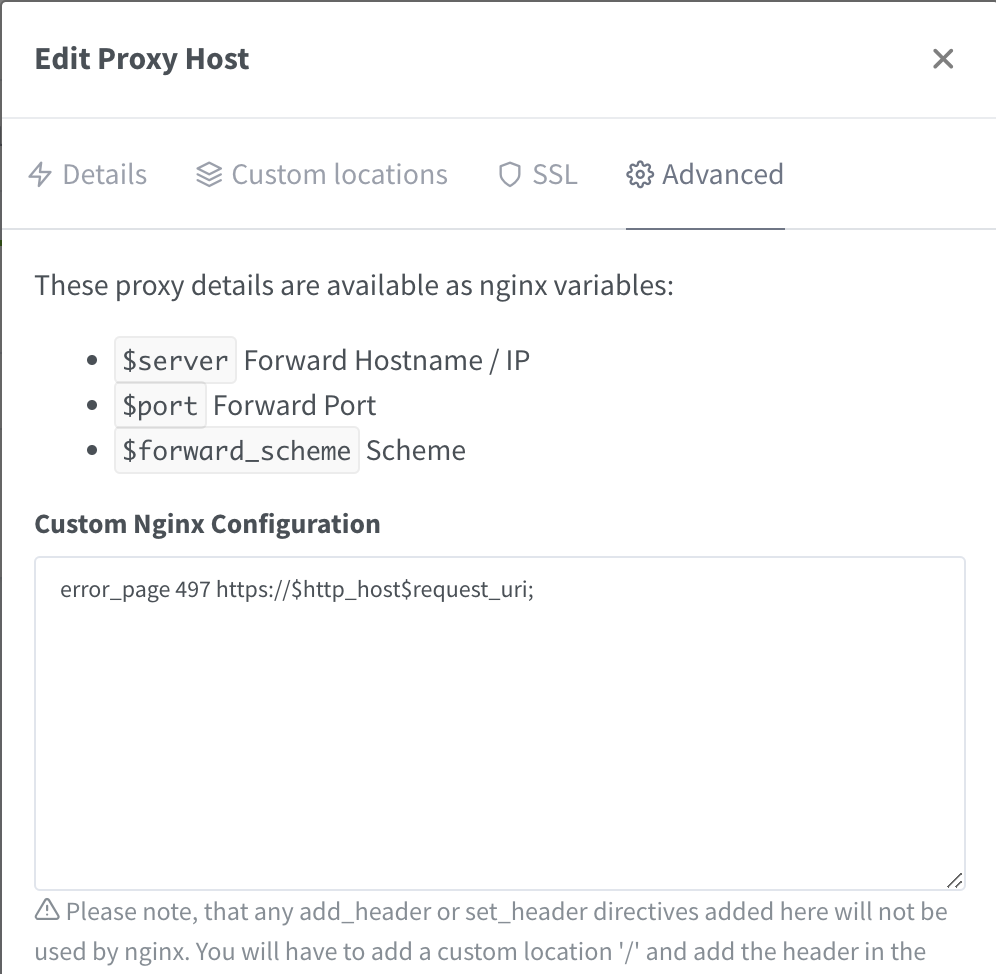 Edit Proxy Host
Details Custom locations SSL Advanced
These proxy details are available as nginx variables:
$server Forward Hostname / IP
$port Forward Port
$forward_scheme Scheme
Custom Nginx Configuration
error_page 497 https://$http_host$request_uri;
Please note, that any add_header or set_header directives added here will not be
used by nginx. You will have to add a custom location '/' and add the header in the